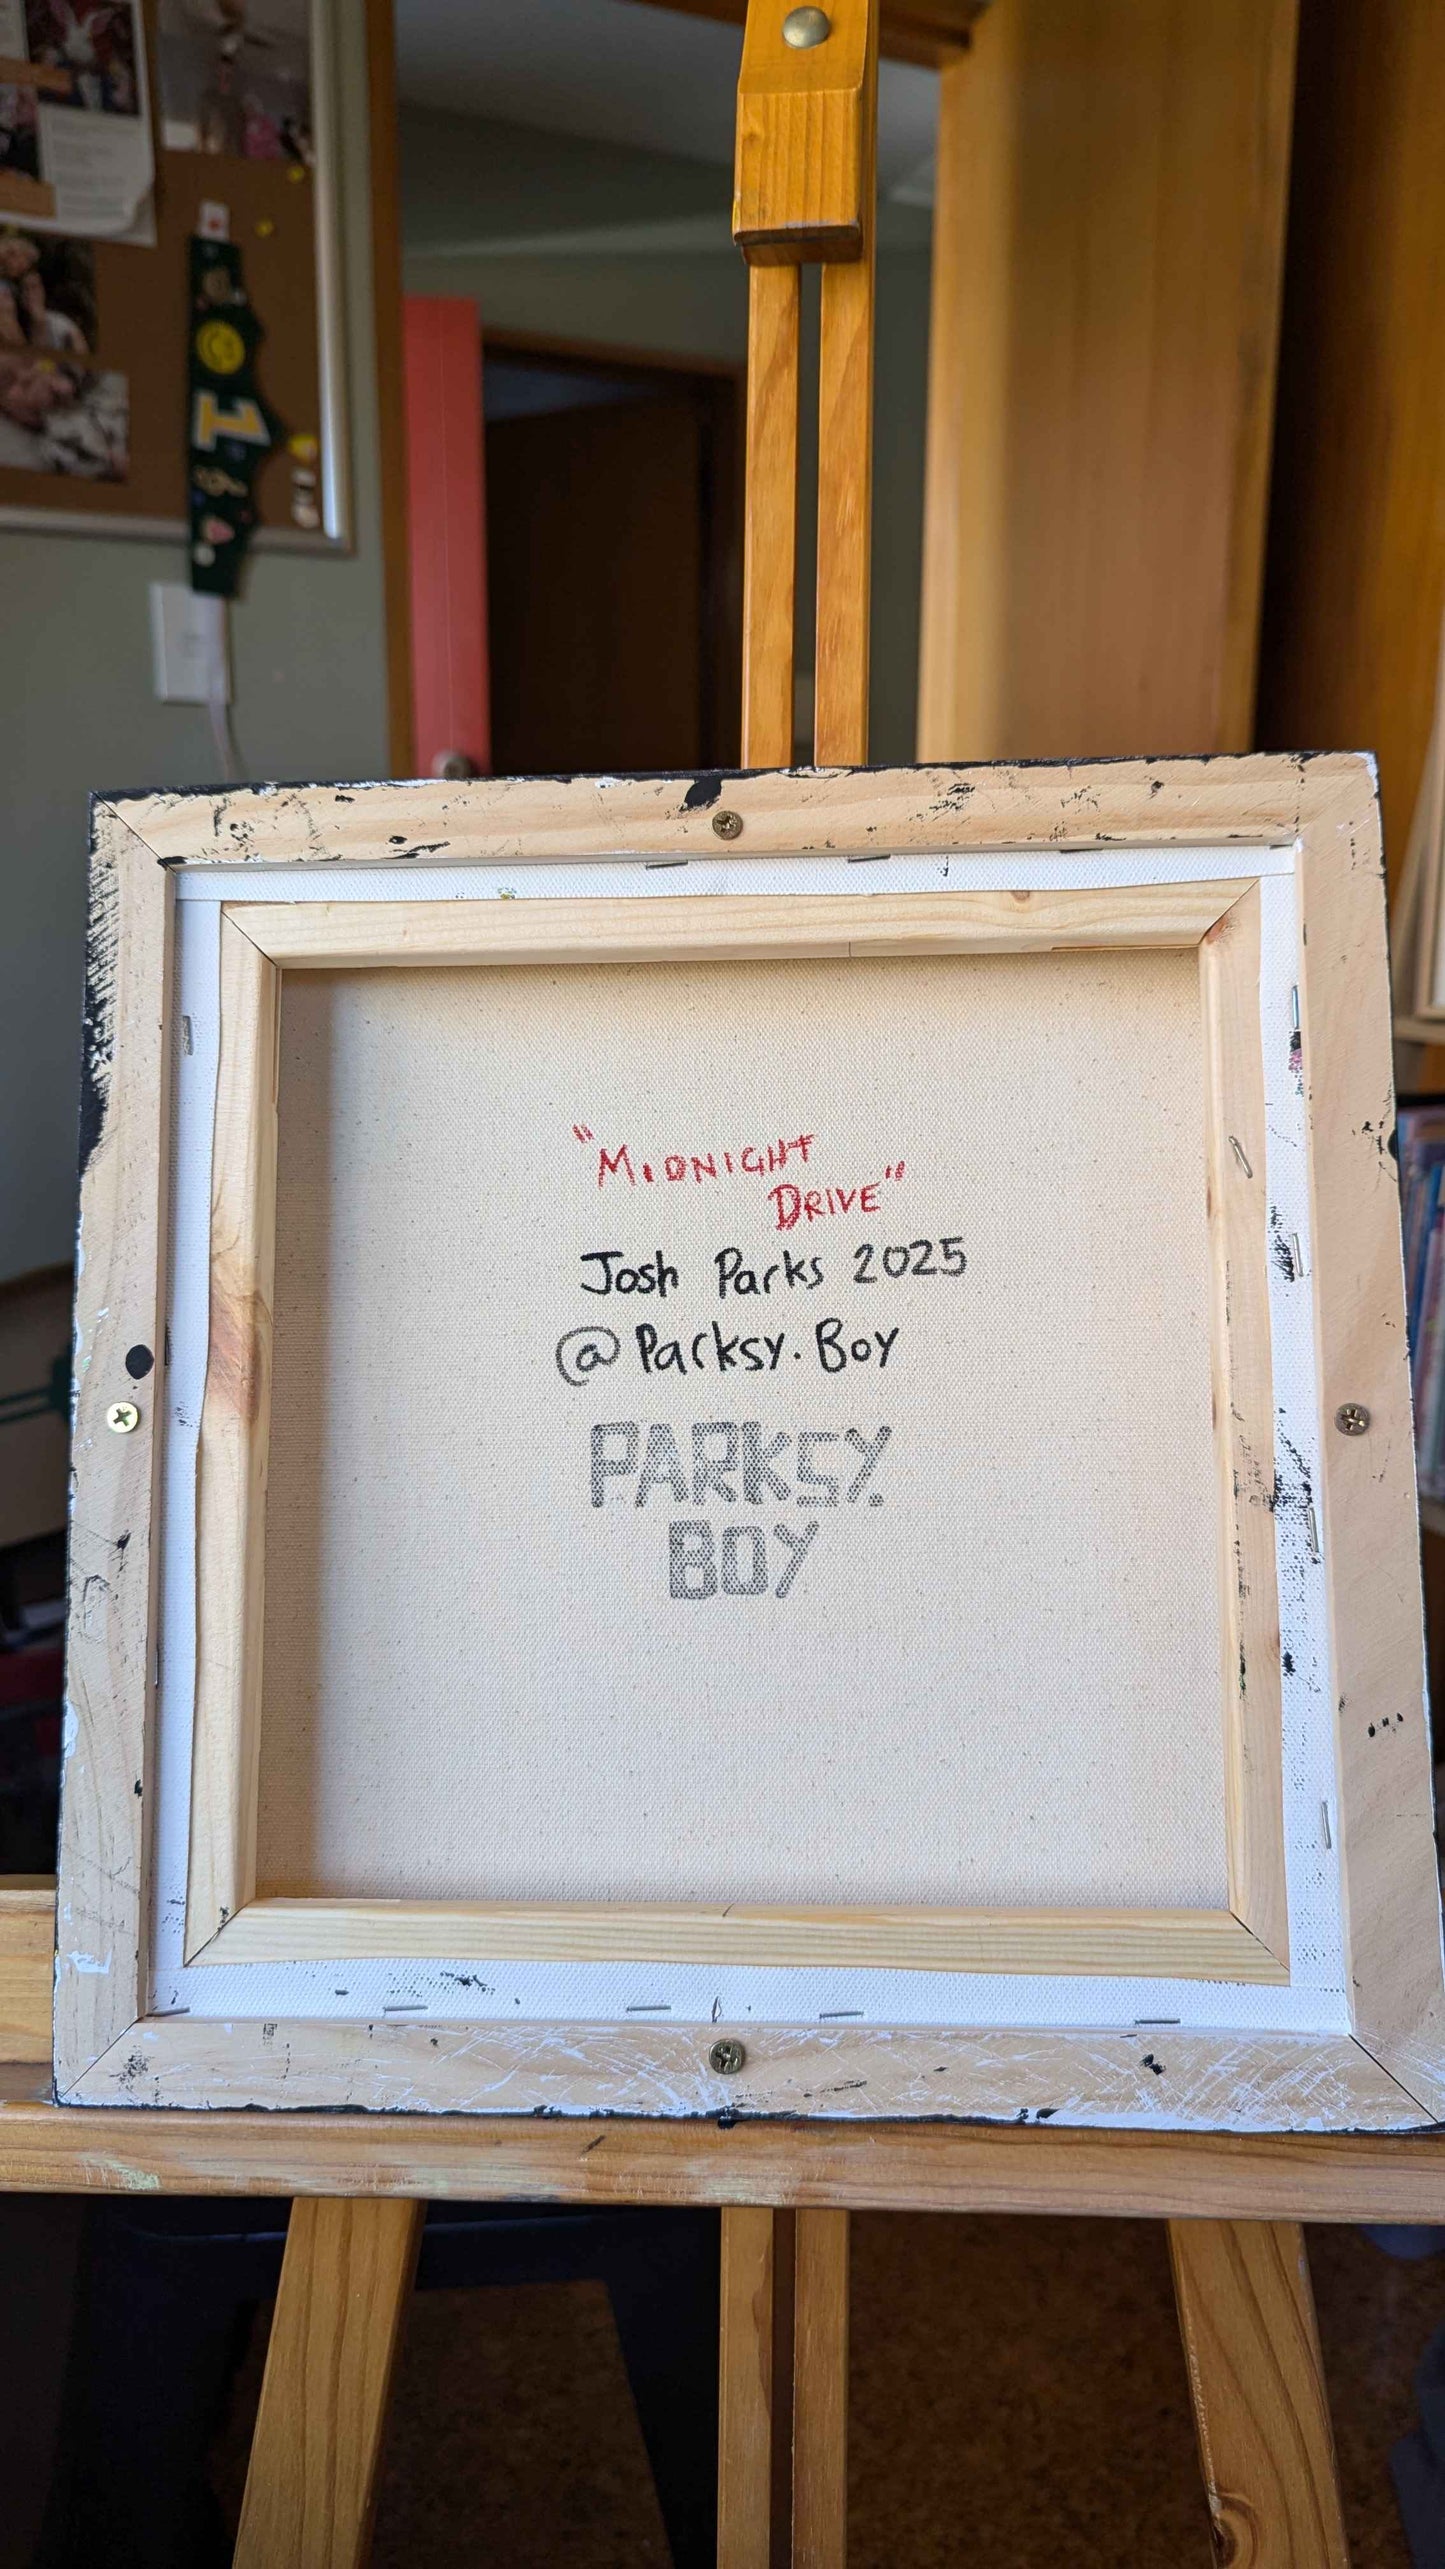 "MIDNIGHT
DRIVE"
Josh Parks 2025
@Parksy.Boy
PARKSY.
BOY